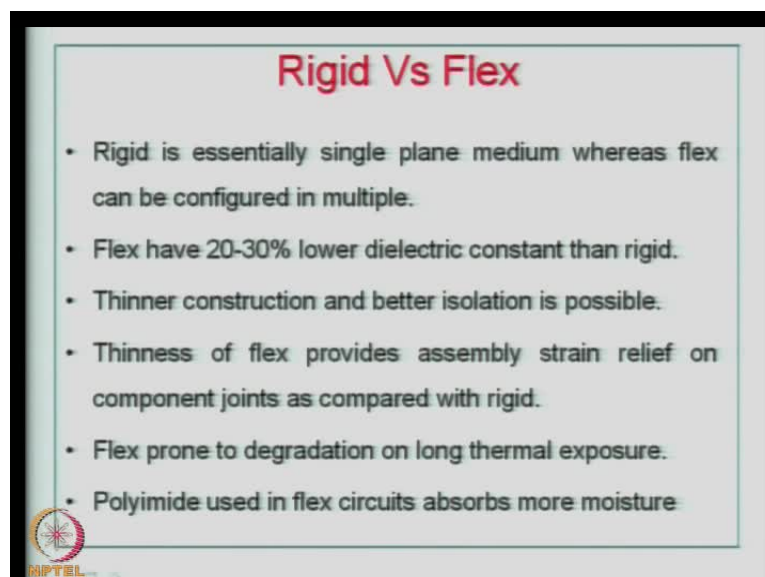 Rigid Vs Flex
• Rigid is essentially single plane medium whereas flex
can be configured in multiple.
• Flex have 20-30% lower dielectric constant than rigid.
• Thinner construction and better isolation is possible.
• Thinness of flex provides assembly strain relief on
component joints as compared with rigid.
• Flex prone to degradation on long thermal exposure.
• Polyimide used in flex circuits absorbs more moisture
NPTEL